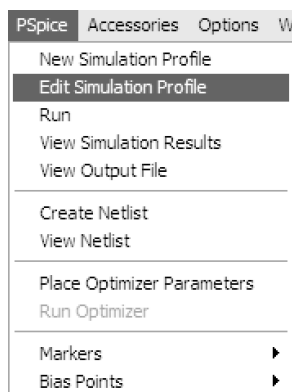 PSpice Accessories Options W
New Simulation Profile
Edit Simulation Profile
Run
View Simulation Results
View Output File
Create Netlist
View Netlist
Place Optimizer Parameters
Run Optimizer
Markers
Bias Points